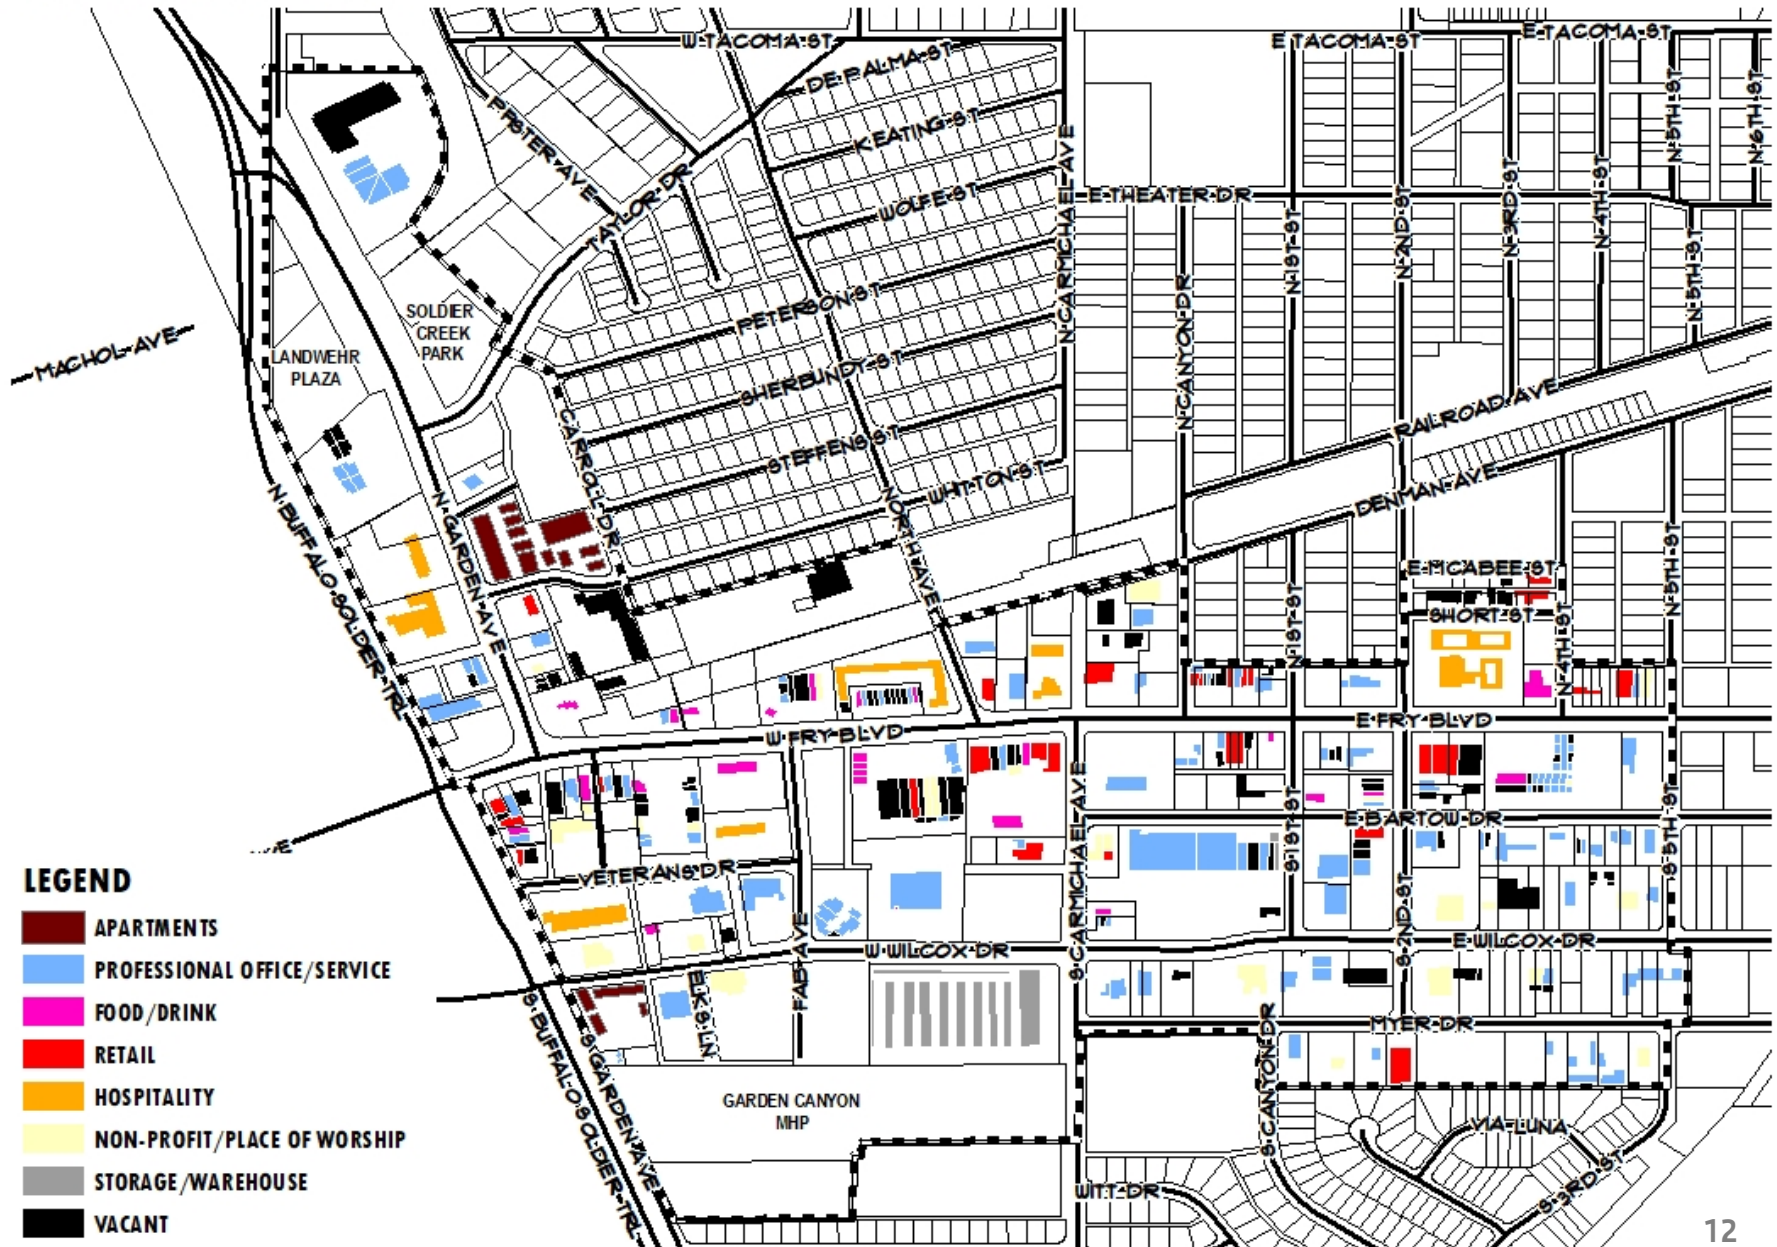 W TACOMA ST
E TACOMA ST
E TACOMA ST
DE PALMA ST
PFISTER AVE
KEATING ST
N 5TH ST
N 6TH ST
N CARMICHAEL AVE
E THEATER DR
TAYLOR DR
WOLFE ST
N 1ST ST
N 2ND ST
N 3RD ST
N 4TH ST
N 5TH ST
PETERSON ST
N CANYON DR
SOLDIER
CREEK
PARK
MACHOL AVE
LANDWEHR
PLAZA
SHERBUNDY ST
RAILROAD AVE
CARROLL DR
STEFFENS ST
WHITTON ST
DENMAN AVE
N BUFFALO SOLDIER TRL
N GARDEN AVE
NORTH AVE
N 1ST ST
E MCABEE ST
SHORT ST
N 4TH ST
N 5TH ST
W FRY BLVD
E FRY BLVD
S CARMICHAEL AVE
S 1ST ST
E BARTOW DR
S 5TH ST
VETERANS DR
FAB AVE
S 2ND ST
W WILCOX DR
E WILCOX DR
ELKS LN
S BUFFALO SOLDIER TRL
S GARDEN AVE
S CANYON DR
MYER DR
GARDEN CANYON
MHP
VIA LUNA
WITT DR
S 3RD ST
LEGEND
APARTMENTS
PROFESSIONAL OFFICE/SERVICE
FOOD/DRINK
RETAIL
HOSPITALITY
NON-PROFIT/PLACE OF WORSHIP
STORAGE/WAREHOUSE
VACANT
12